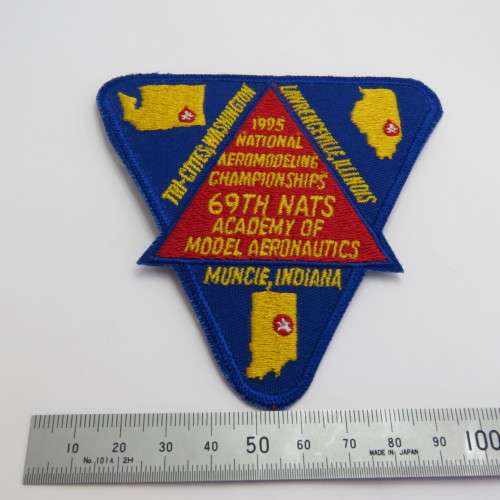 TRI-CITIES, WASHINGTON
LAWRENCEVILLE, ILLINOIS
1995
NATIONAL
AEROMODELING
CHAMPIONSHIPS
69TH NATS
ACADEMY OF
MODEL AERONAUTICS
MUNCIE, INDIANA
10 20 30 40 50 60 70 80 90 100
No.101A 2H
MADE IN JAPAN